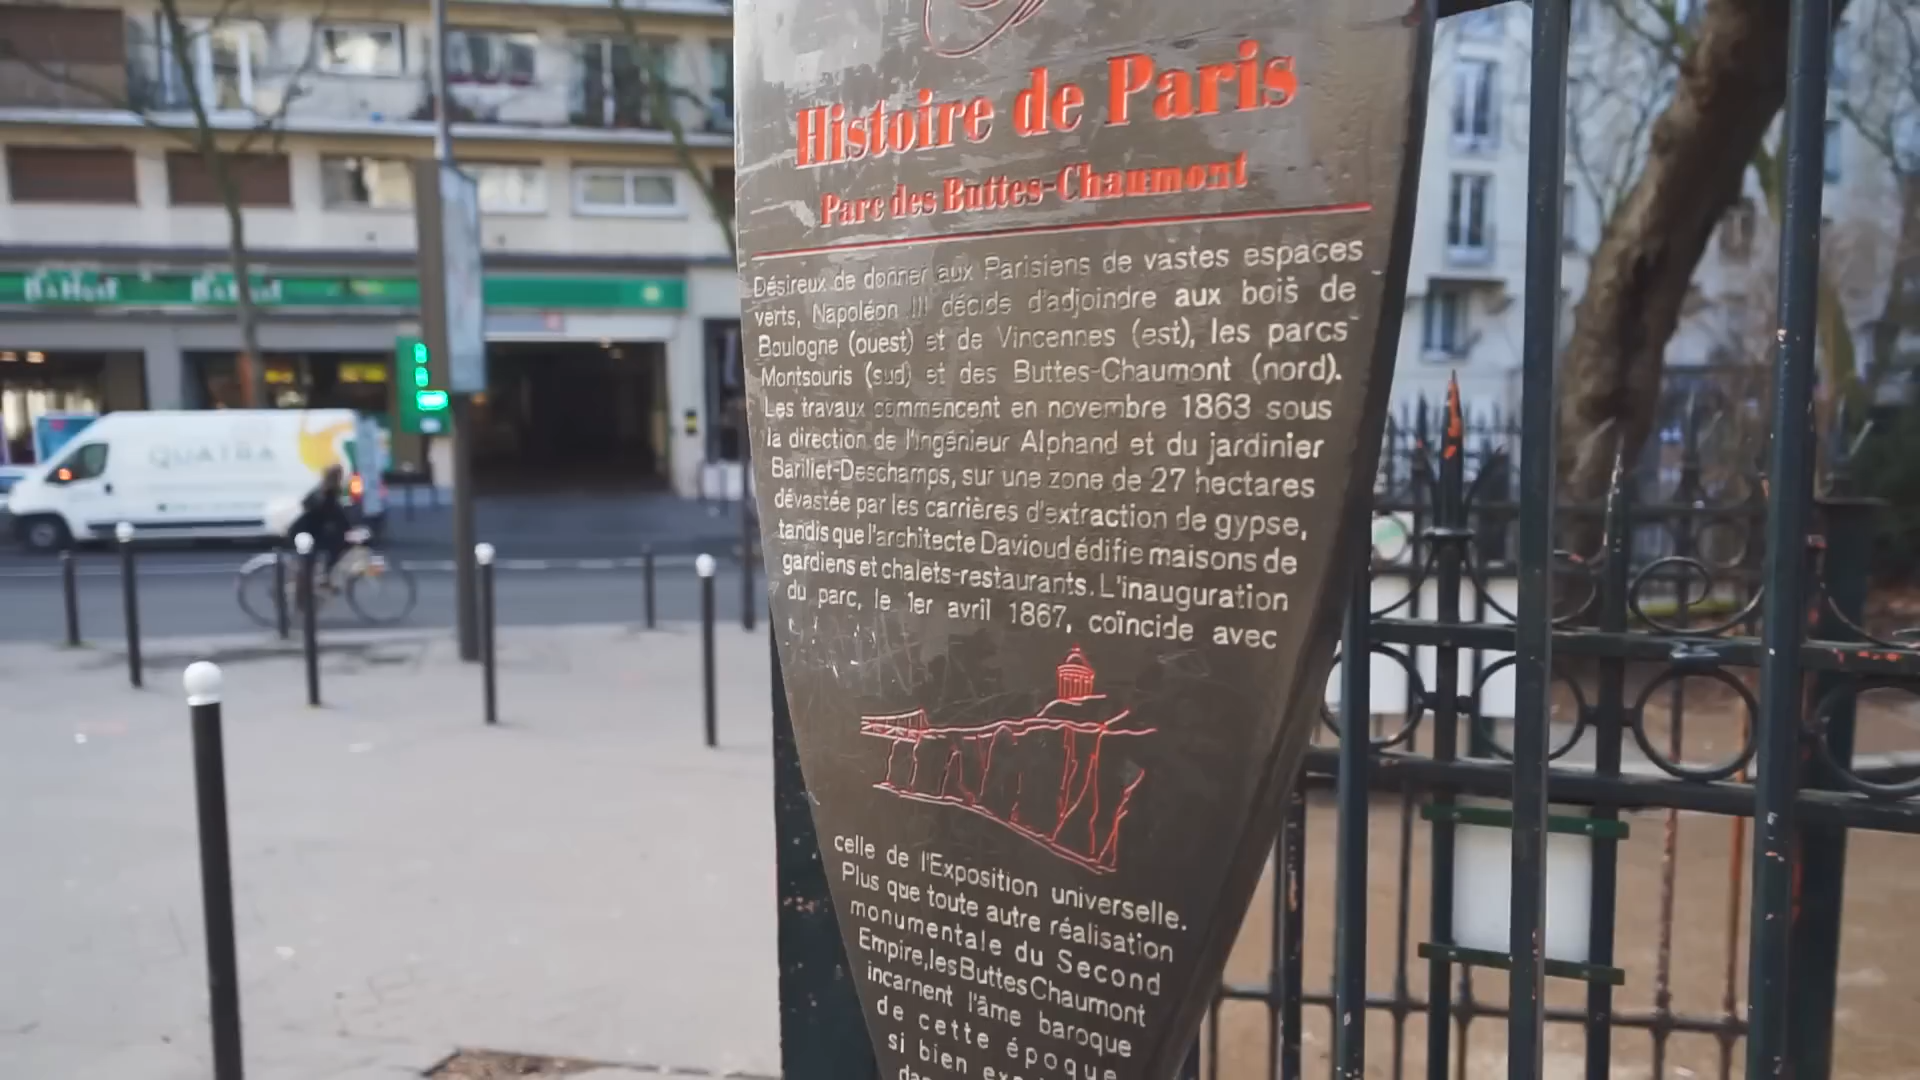 Histoire de Paris
Parc des Buttes-Chaumont
Désireux de donner aux Parisiens de vastes espaces
verts, Napoléon III décide d'adjoindre aux bois de
Boulogne (ouest) et de Vincennes (est), les parcs
Montsouris (sud) et des Buttes-Chaumont (nord).
Les travaux commencent en novembre 1863 sous
la direction de l'ingénieur Alphand et du jardinier
Barillet-Deschamps, sur une zone de 27 hectares
dévastée par les carrières d'extraction de gypse,
tandis que l'architecte Davioud édifie maisons de
gardiens et chalets-restaurants. L'inauguration
du parc, le 1er avril 1867, coïncide avec
celle de l'Exposition universelle.
Plus que toute autre réalisation
monumentale du Second
Empire, les Buttes Chaumont
incarnent l'âme baroque
de cette époque
si bien
QUATRA